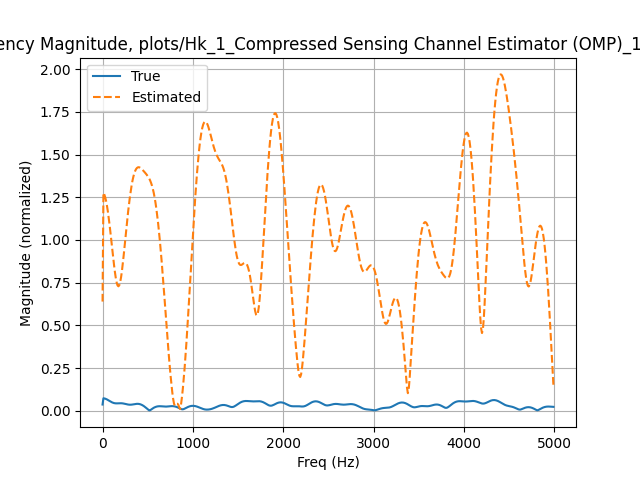 ency Magnitude, plots/Hk_1_Compressed Sensing Channel Estimator (OMP)_1
True
Estimated
2.00
1.75
1.50
1.25
1.00
0.75
0.50
0.25
0.00
Magnitude (normalized)
0 1000 2000 3000 4000 5000
Freq (Hz)